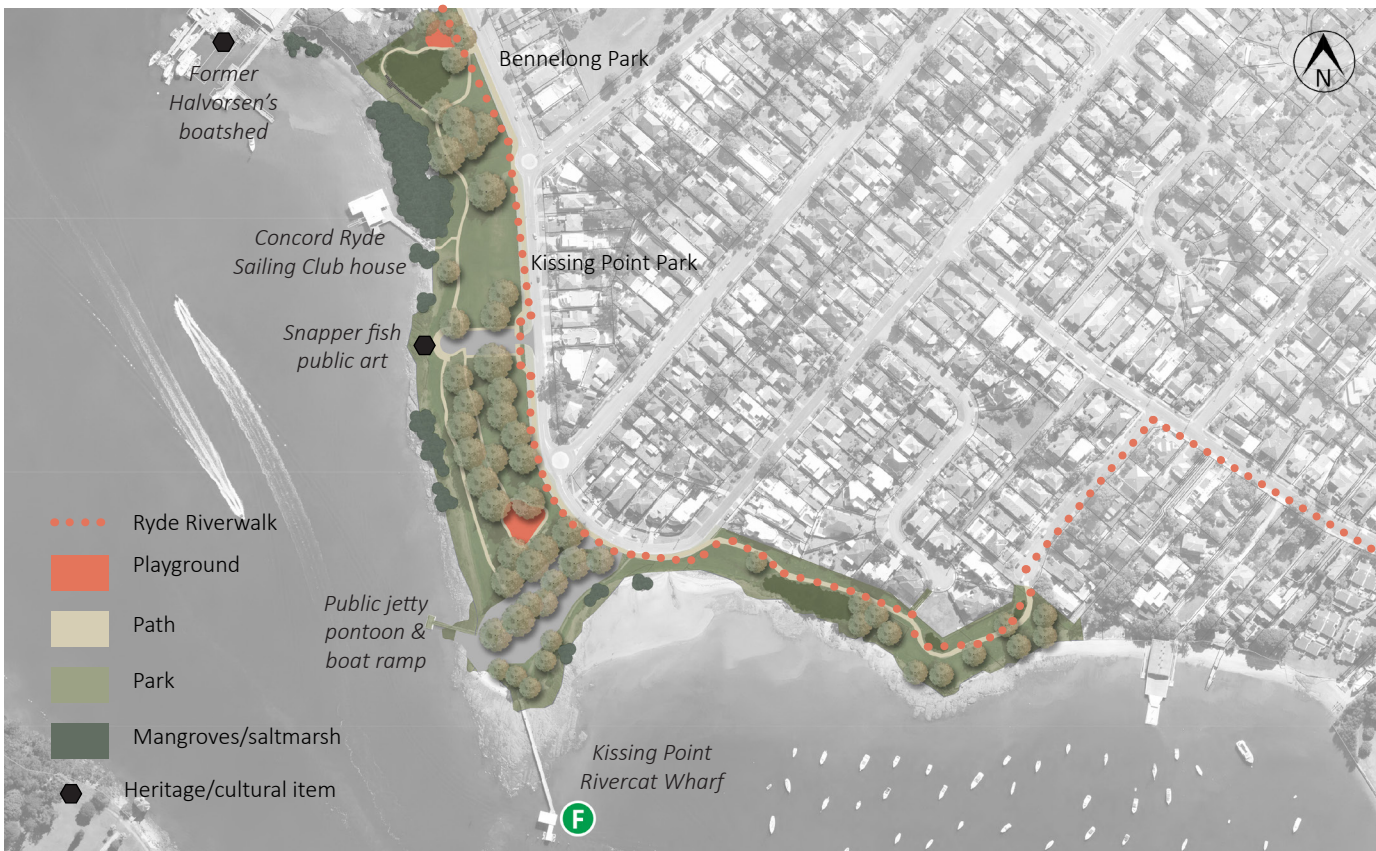 Bennelong Park
N
Former
Halvorsen’s
boatshed
Concord Ryde
Sailing Club house
Kissing Point Park
Snapper fish
public art
Ryde Riverwalk
Playground
Path
Park
Mangroves/saltmarsh
Heritage/cultural item
Public jetty
pontoon &
boat ramp
Kissing Point
Rivercat Wharf
F